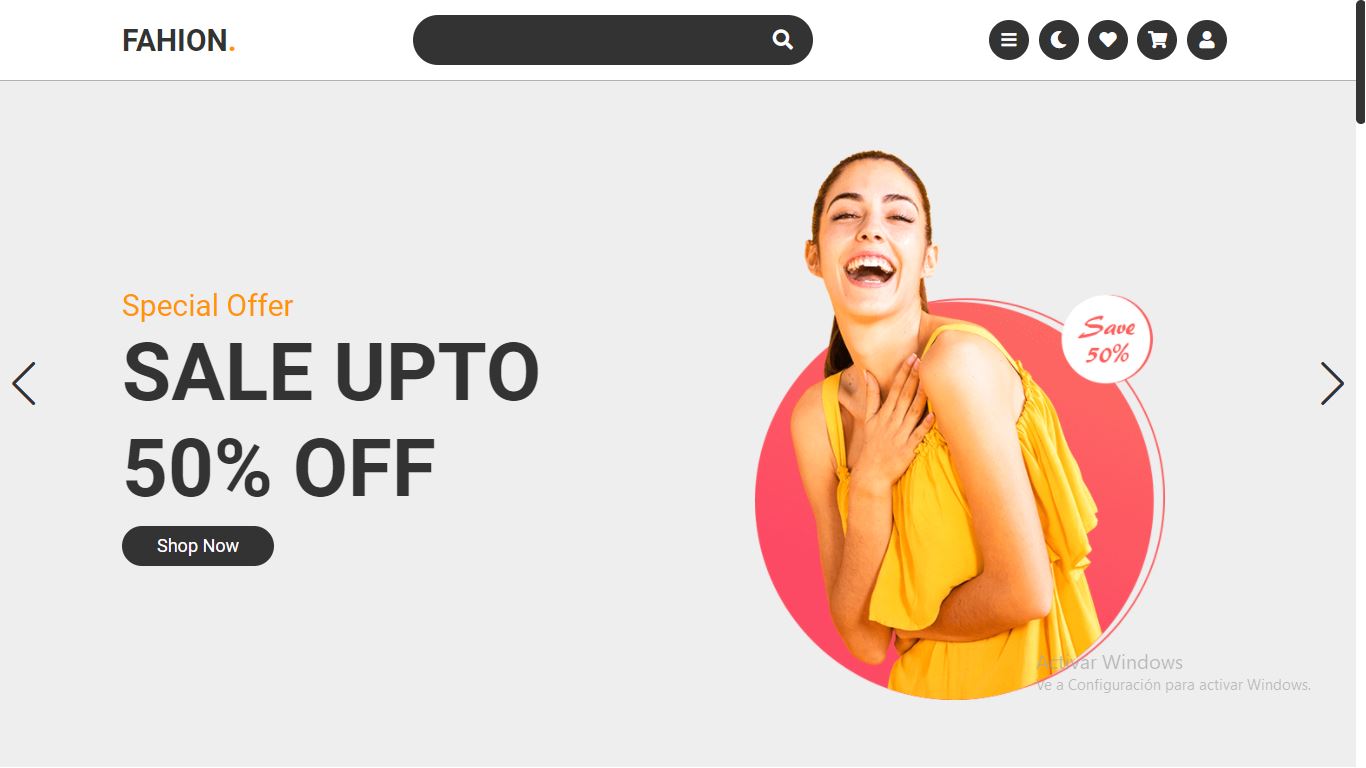 FAHION.
Special Offer
SALE UPTO
50% OFF
Shop Now
Save
50%
Activar Windows
Ve a Configuración para activar Windows.